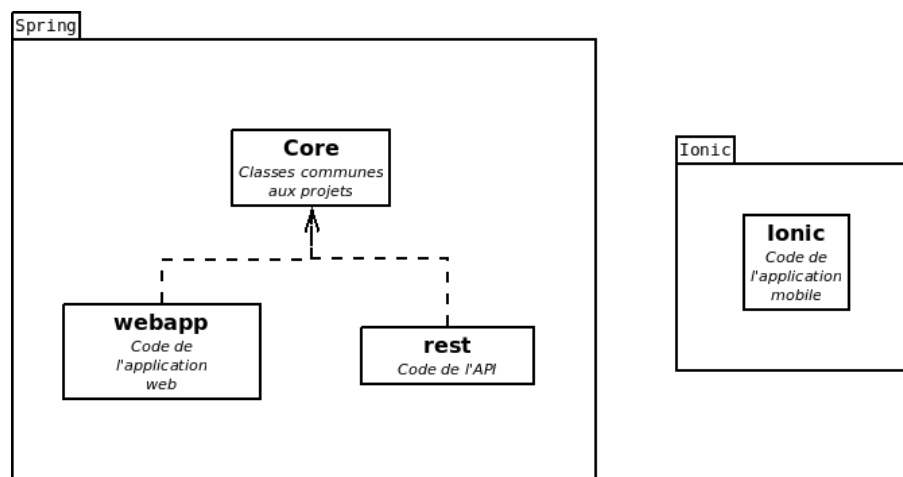 Spring
Core
Classes communes
aux projets
webapp
Code de
l'application
web
rest
Code de l'API
Ionic
Ionic
Code de
l'application
mobile